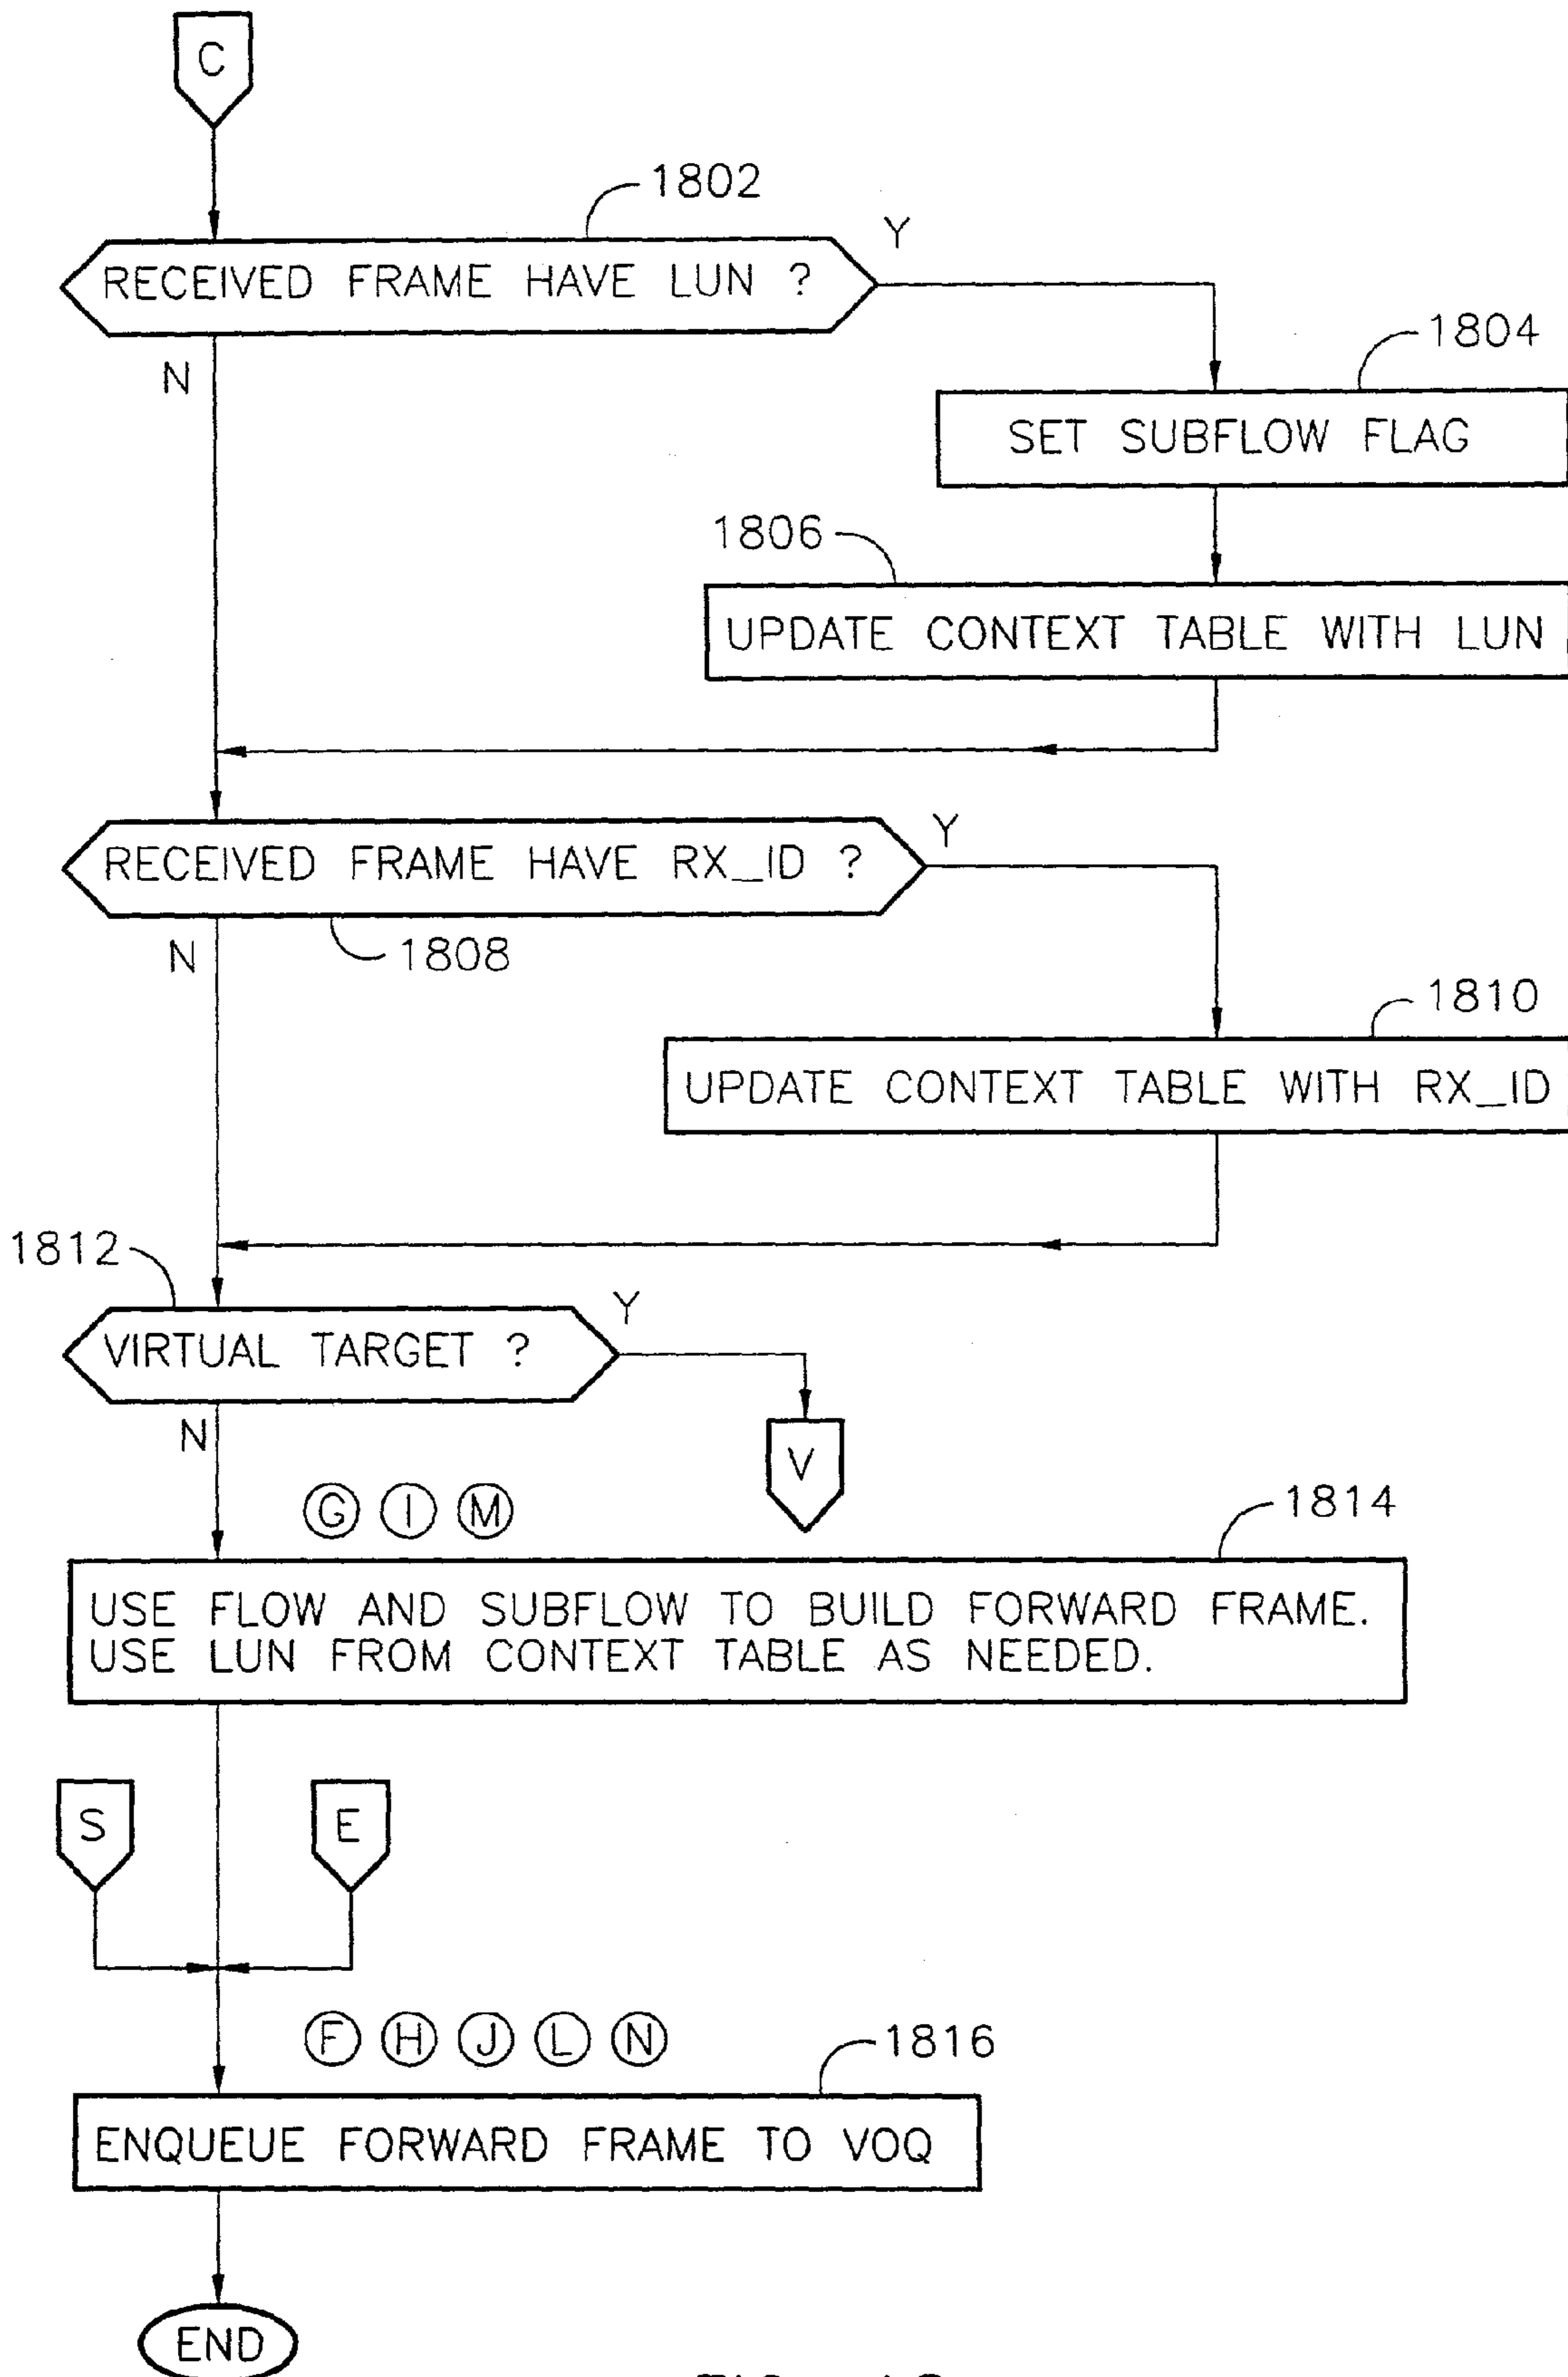 C
1802
RECEIVED FRAME HAVE LUN ?
Y
N
1804
SET SUBFLOW FLAG
1806
UPDATE CONTEXT TABLE WITH LUN
RECEIVED FRAME HAVE RX_ID ?
Y
N
1808
1810
UPDATE CONTEXT TABLE WITH RX_ID
1812
VIRTUAL TARGET ?
Y
N
V
G I M
1814
USE FLOW AND SUBFLOW TO BUILD FORWARD FRAME.
USE LUN FROM CONTEXT TABLE AS NEEDED.
S E
F H J L N
1816
ENQUEUE FORWARD FRAME TO VOQ
END